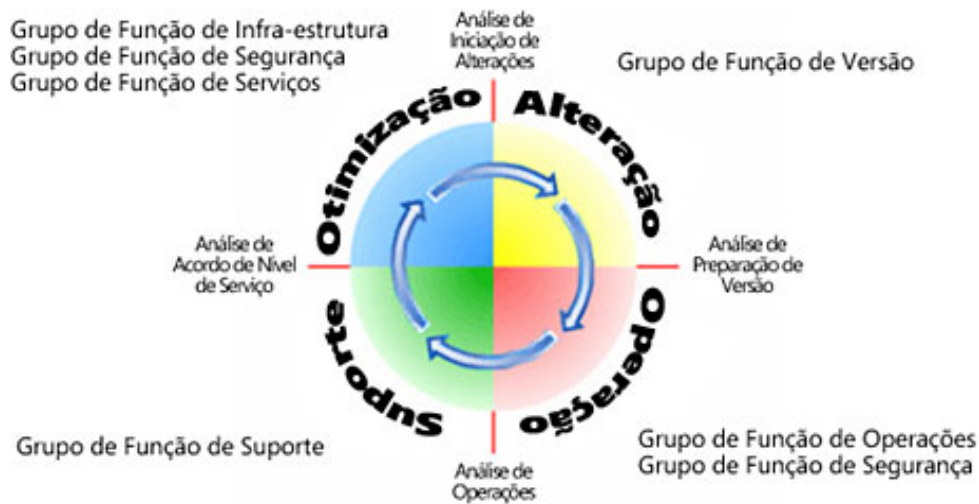 Grupo de Função de Infra-estrutura
Grupo de Função de Segurança
Grupo de Função de Serviços
Análise de
Iniciação de
Alterações
Grupo de Função de Versão
Otimização
Alteração
Análise de
Acordo de Nível
de Serviço
Análise de
Preparação de
Versão
Suporte
Operação
Grupo de Função de Suporte
Análise de
Operações
Grupo de Função de Operações
Grupo de Função de Segurança